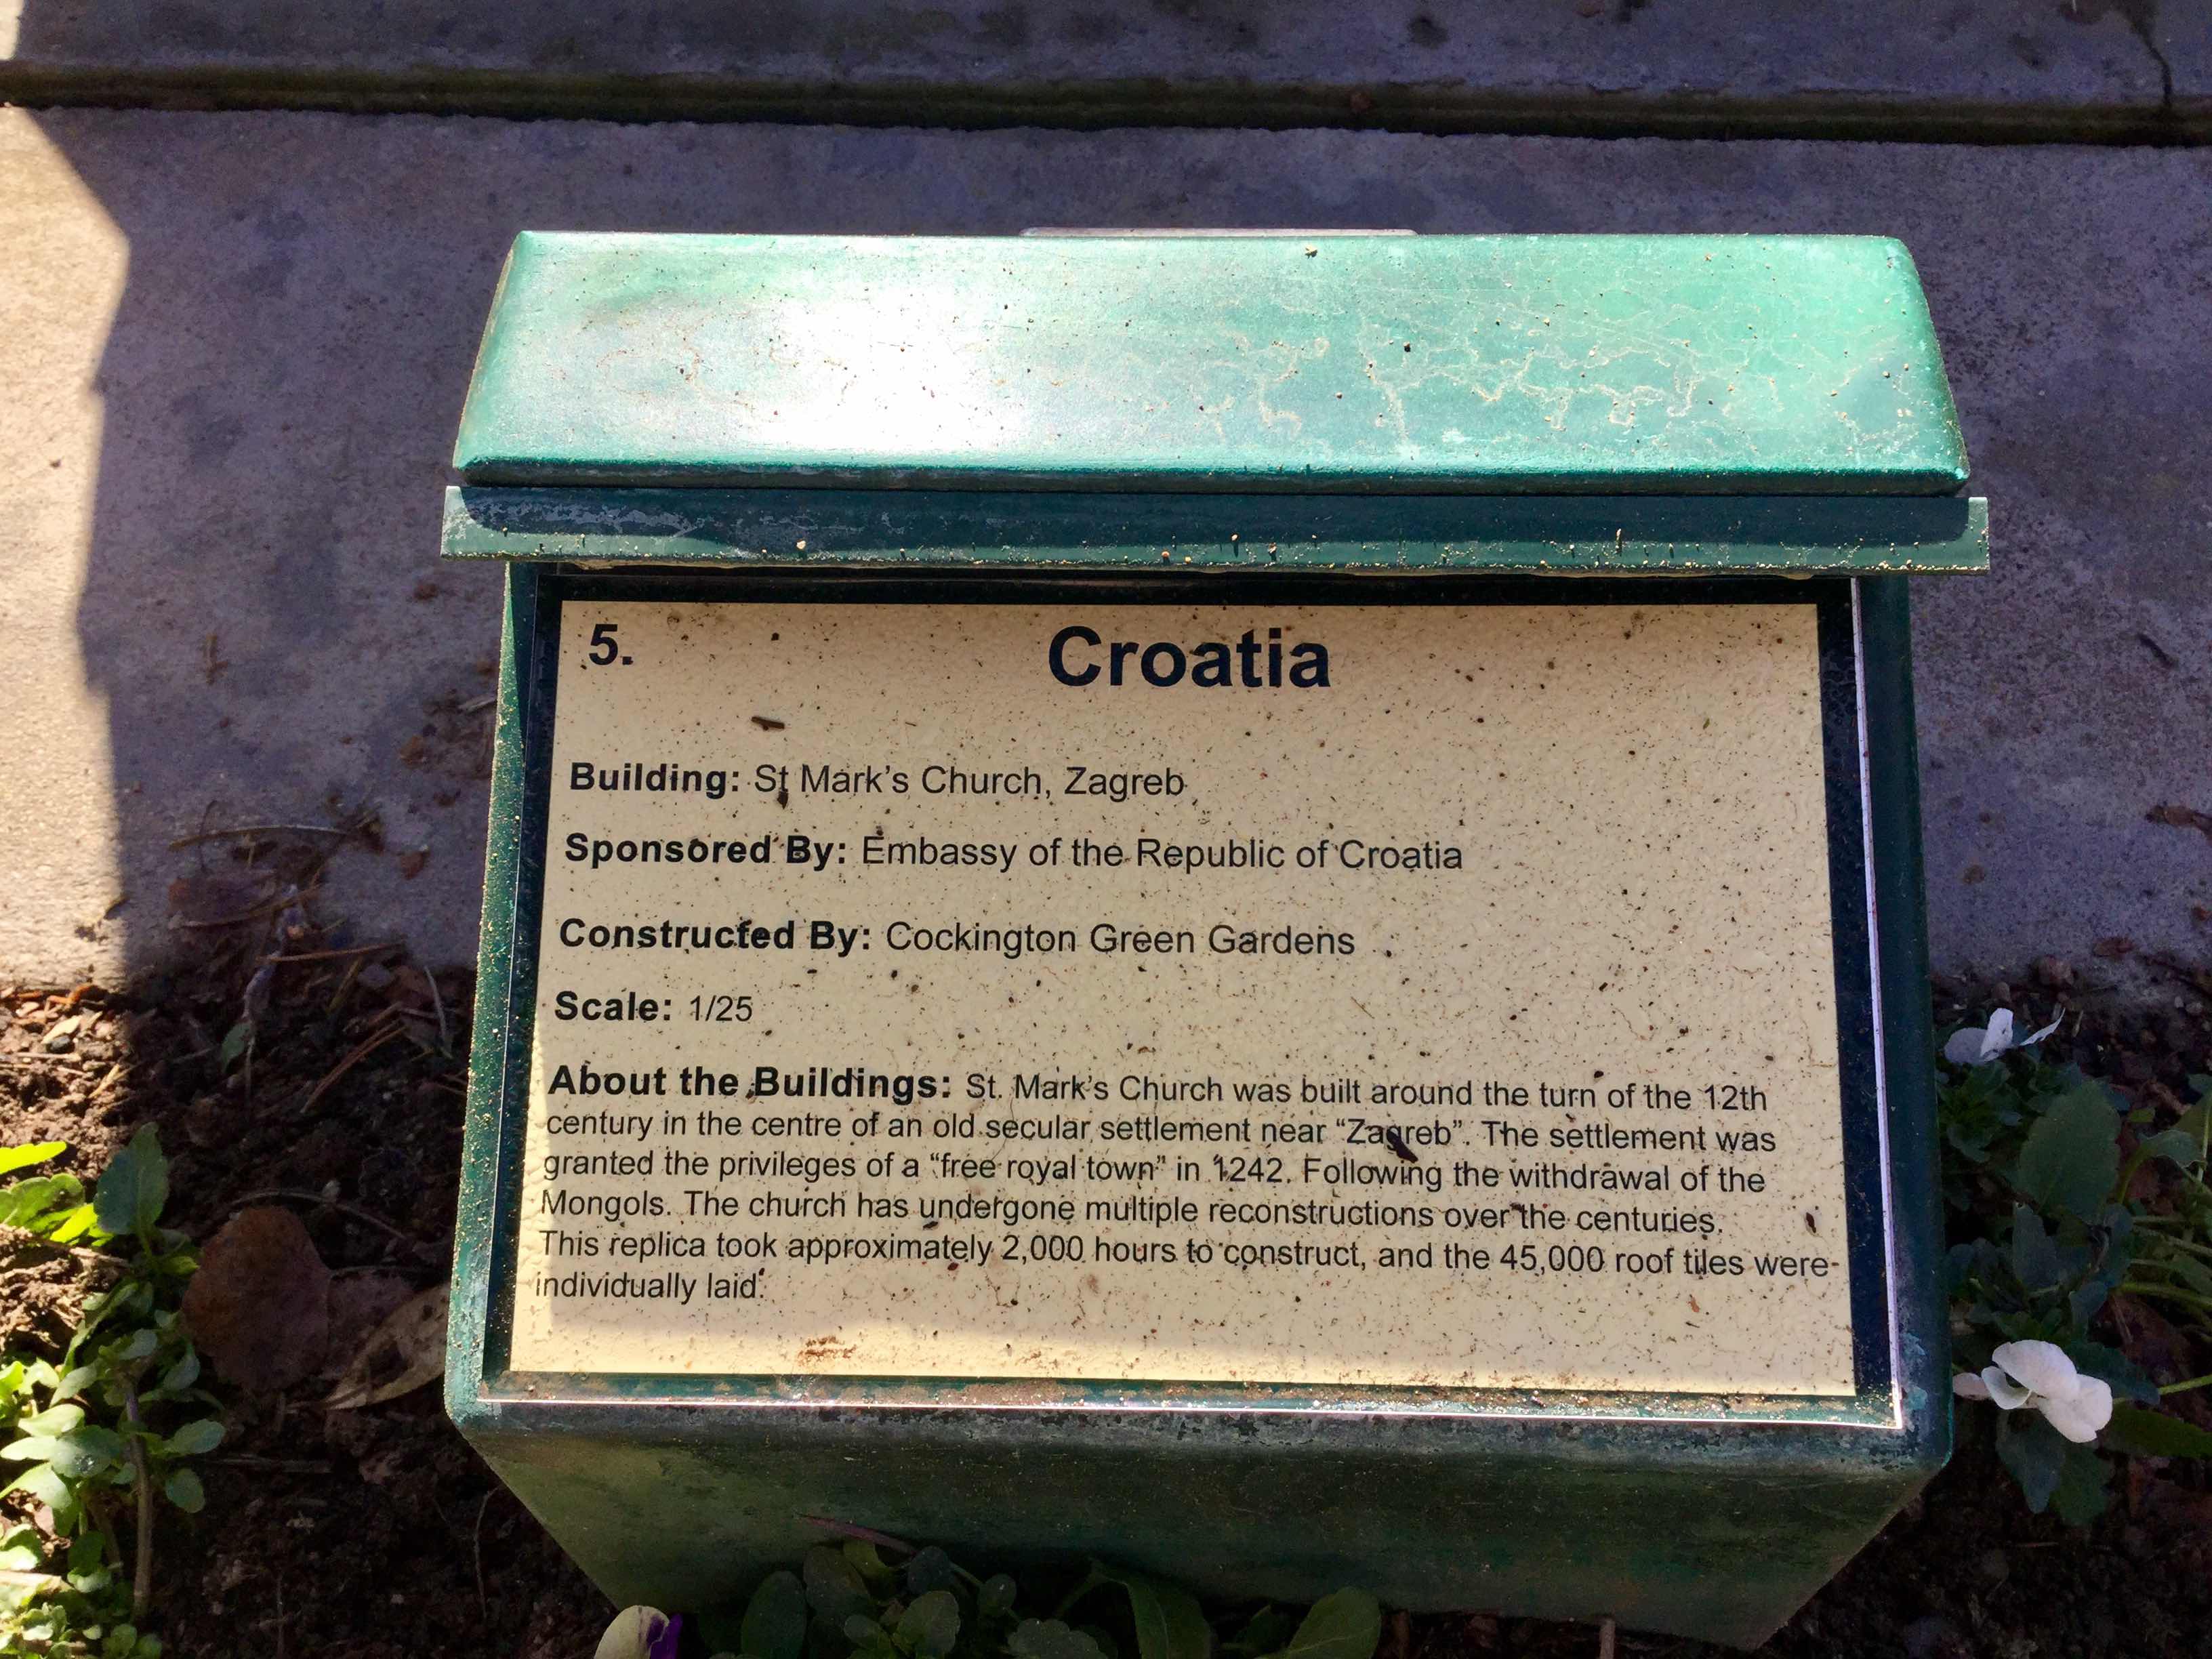 5.
Croatia
Building: St Mark's Church, Zagreb
Sponsored By: Embassy of the Republic of Croatia
Constructed By: Cockington Green Gardens
Scale: 1/25
About the Buildings: St. Mark's Church was built around the turn of the 12th
century in the centre of an old secular settlement near “Zagreb”. The settlement was
granted the privileges of a “free royal town” in 1242. Following the withdrawal of the
Mongols. The church has undergone multiple reconstructions over the centuries.
This replica took approximately 2,000 hours to construct, and the 45,000 roof tiles were
individually laid.